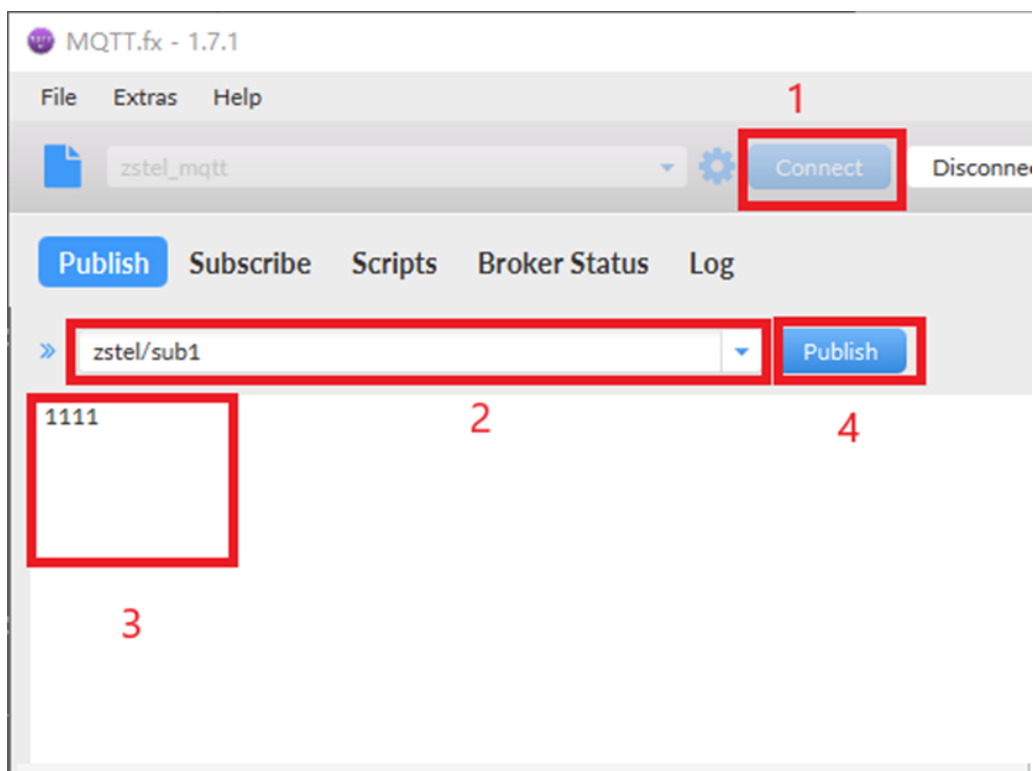 MQTT.fx - 1.7.1
File Extras Help
1
zstel_mqtt Connect Disconnec
Publish Subscribe Scripts Broker Status Log
zstel/sub1 Publish
1111
2
4
3